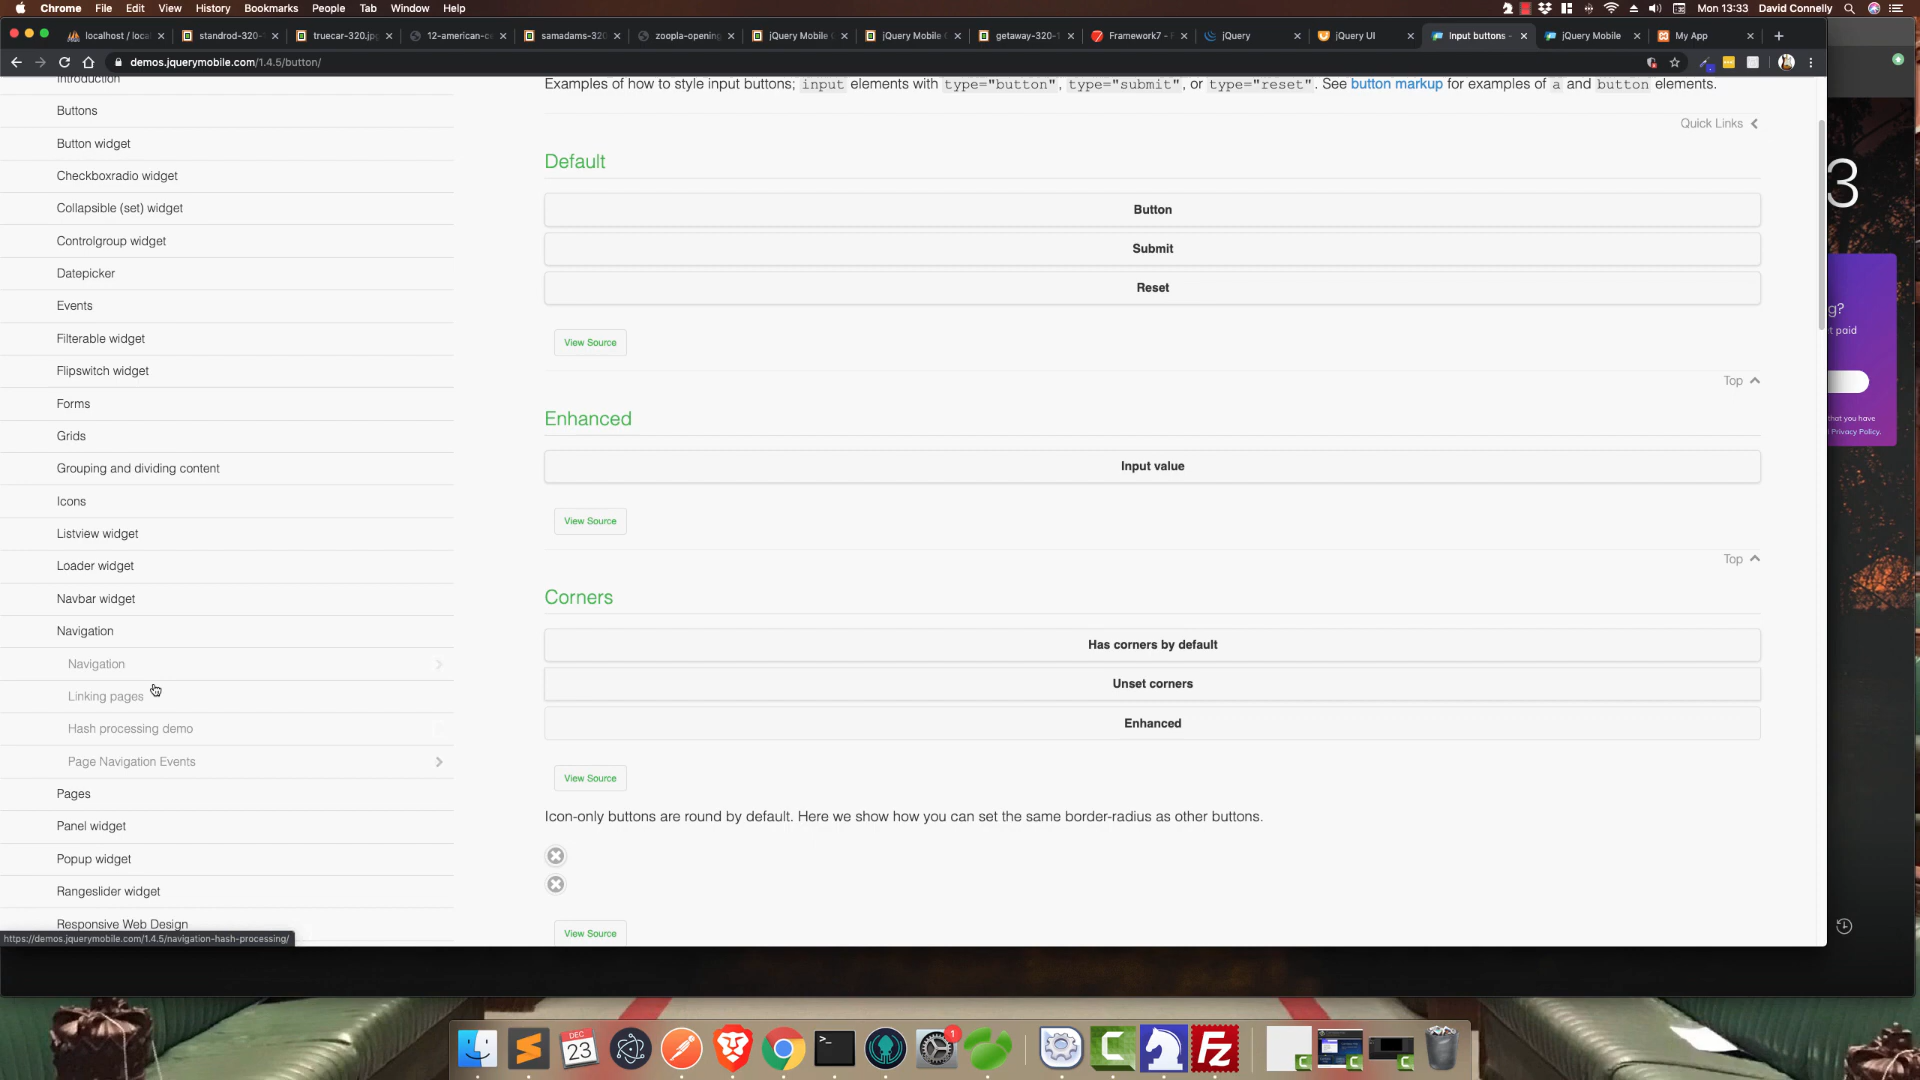 Chrome File Edit View History Bookmarks People Tab Window Help
Mon 13:33 David Connelly
localhost / loca
standrod-320-
truecar-320.jp
12-american-c
samadams-320
zoopla-opening
jQuery Mobile
jQuery Mobile
getaway-320-1
Framework7 - F
jQuery
jQuery UI
Input buttons -
jQuery Mobile
My App
demos.jquerymobile.com/1.4.5/button/
Introduction
Buttons
Button widget
Checkboxradio widget
Collapsible (set) widget
Controlgroup widget
Datepicker
Events
Filterable widget
Flipswitch widget
Forms
Grids
Grouping and dividing content
Icons
Listview widget
Loader widget
Navbar widget
Navigation
Navigation
Linking pages
Hash processing demo
Page Navigation Events
Pages
Panel widget
Popup widget
Rangeslider widget
Responsive Web Design
https://demos.jquerymobile.com/1.4.5/navigation-hash-processing/
Examples of how to style input buttons; input elements with type="button", type="submit", or type="reset". See button markup for examples of a and button elements.
Quick Links
Default
Button
Submit
Reset
View Source
Top
Enhanced
Input value
View Source
Top
Corners
Has corners by default
Unset corners
Enhanced
View Source
Icon-only buttons are round by default. Here we show how you can set the same border-radius as other buttons.
View Source
3
g?
t paid
that you have
Privacy Policy.
DEC
23
1